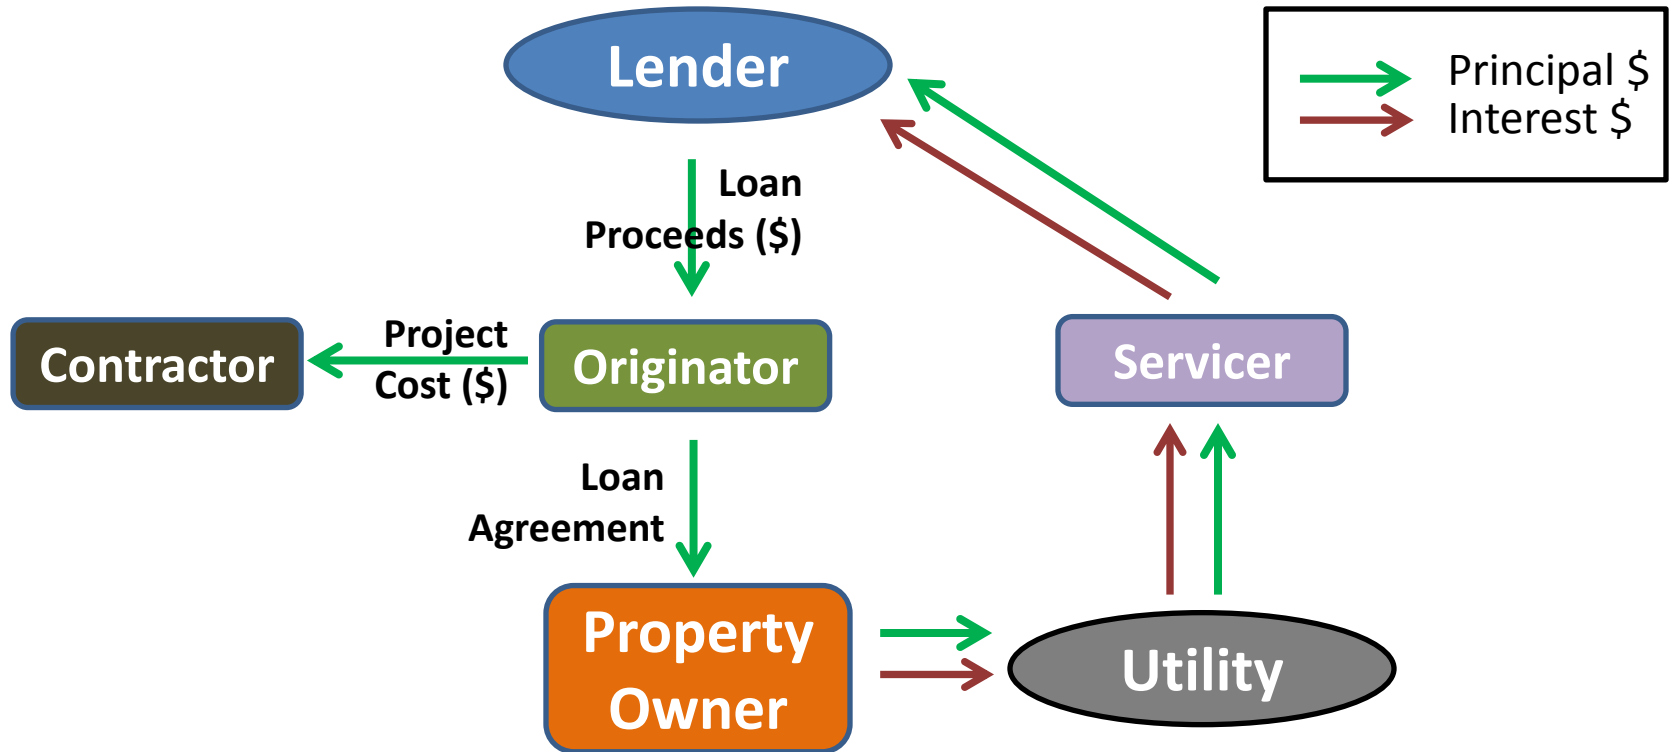 Lender
Principal $
Interest $
Loan
Proceeds ($)
Contractor
Project
Cost ($)
Originator
Servicer
Loan
Agreement
Property
Owner
Utility